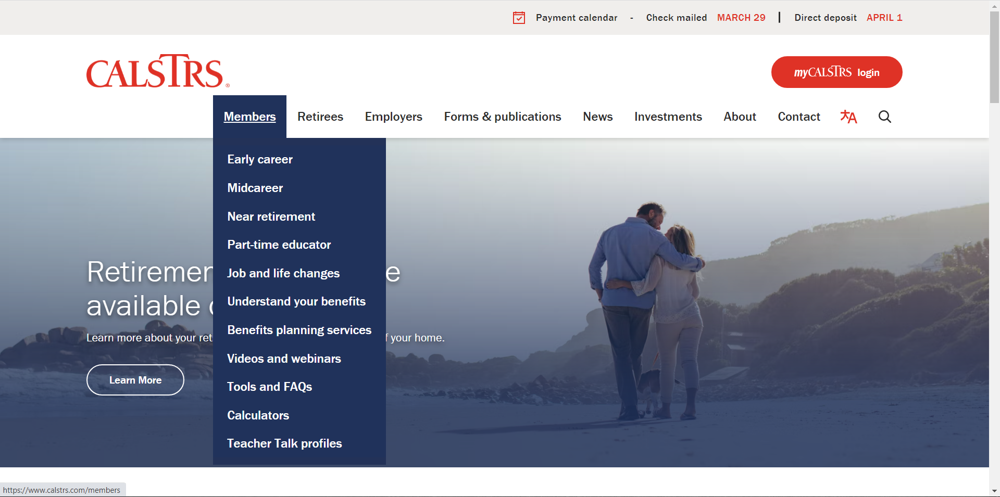 Payment calendar - Check mailed MARCH 29 | Direct deposit APRIL 1
CALSTRS®
myCALSTRS login
Members Retirees Employers Forms & publications News Investments About Contact
Early career
Midcareer
Near retirement
Part-time educator
Job and life changes
Understand your benefits
Benefits planning services
Videos and webinars
Tools and FAQs
Calculators
Teacher Talk profiles
available
Learn more about your
your home.
Learn More
https://www.calstrs.com/members